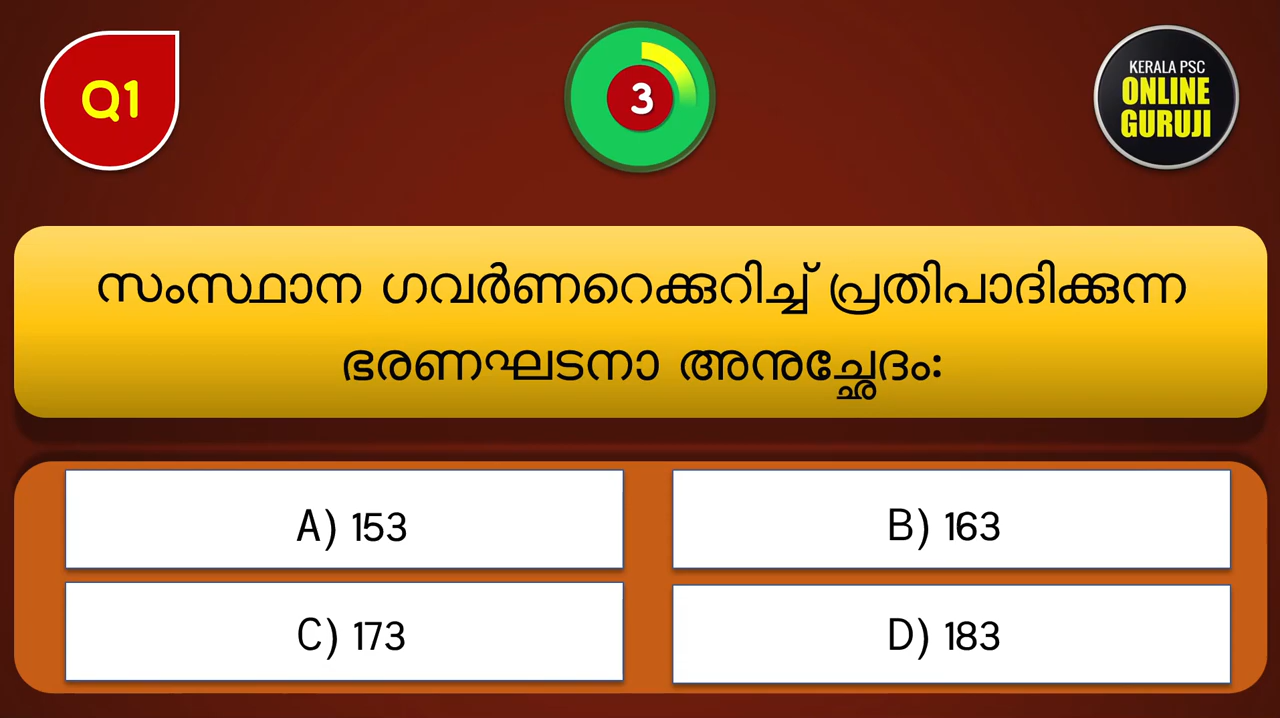 Q1
3
KERALA PSC
ONLINE
GURUJI
സംസ്ഥാന ഗവർണറെക്കുറിച്ച് പ്രതിപാദിക്കുന്ന
ഭരണഘടനാ അനുച്ഛേദം:
A) 153
B) 163
C) 173
D) 183